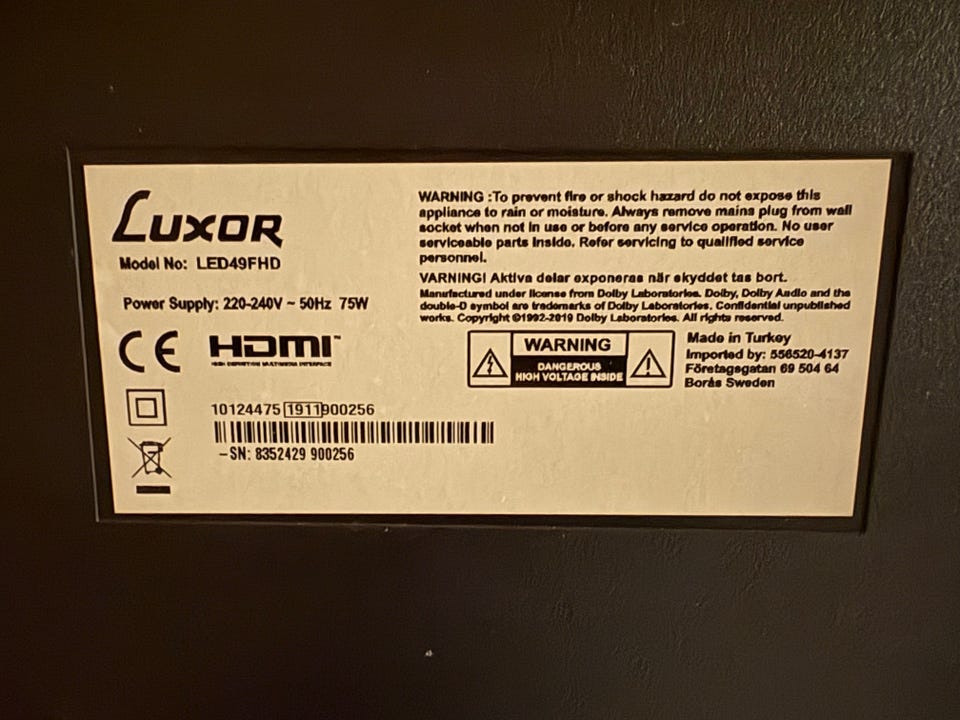 LUXOR
Model No: LED49FHD
Power Supply: 220-240V ~ 50Hz 75W
CE HDMI™
HIGH DEFINITION MULTIMEDIA INTERFACE
10124475 1911 900256
-SN: 8352429 900256
WARNING :To prevent fire or shock hazard do not expose this
appliance to rain or moisture. Always remove mains plug from wall
socket when not in use or before any service operation. No user
serviceable parts inside. Refer servicing to qualified service
personnel.
VARNING! Aktiva delar exponeras när skyddet tas bort.
Manufactured under license from Dolby Laboratories. Dolby, Dolby Audio and the
double-D symbol are trademarks of Dolby Laboratories. Confidential unpublished
works. Copyright ©1992-2019 Dolby Laboratories. All rights reserved.
WARNING
DANGEROUS
HIGH VOLTAGE INSIDE
Made in Turkey
Imported by: 556520-4137
Företagsgatan 69 504 64
Borås Sweden